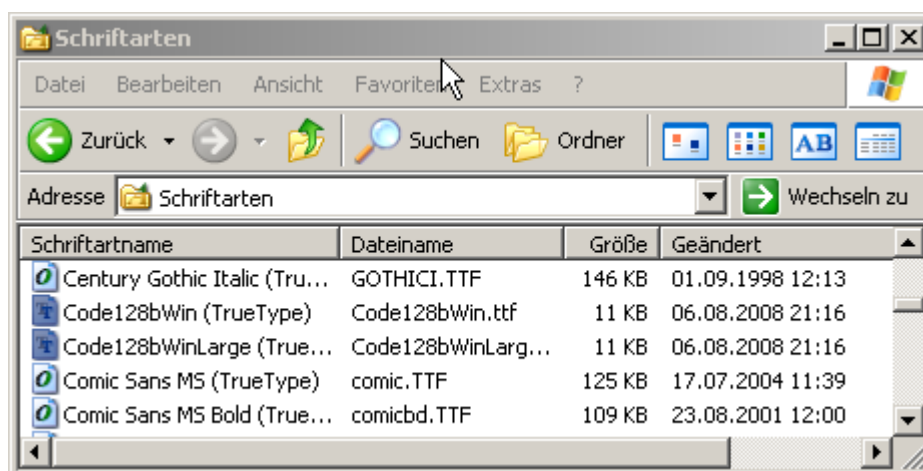 Schriftarten
Datei Bearbeiten Ansicht Favoriten Extras ?
Zurück Suchen Ordner AB
Adresse Schriftarten Wechseln zu
Schriftartname Dateiname Größe Geändert
Century Gothic Italic (Tru... GOTHICI.TTF 146 KB 01.09.1998 12:13
Code128bWin (TrueType) Code128bWin.ttf 11 KB 06.08.2008 21:16
Code128bWinLarge (True... Code128bWinLarg... 11 KB 06.08.2008 21:16
Comic Sans MS (TrueType) comic.TTF 125 KB 17.07.2004 11:39
Comic Sans MS Bold (True... comicbd.TTF 109 KB 23.08.2001 12:00